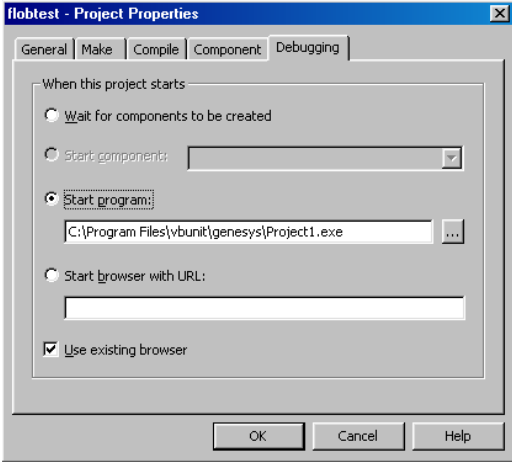 flobtest - Project Properties
General Make Compile Component Debugging
When this project starts
Wait for components to be created
Start component:
Start program:
C:\Program Files\vbunit\genesys\Project1.exe ...
Start browser with URL:
Use existing browser
OK Cancel Help